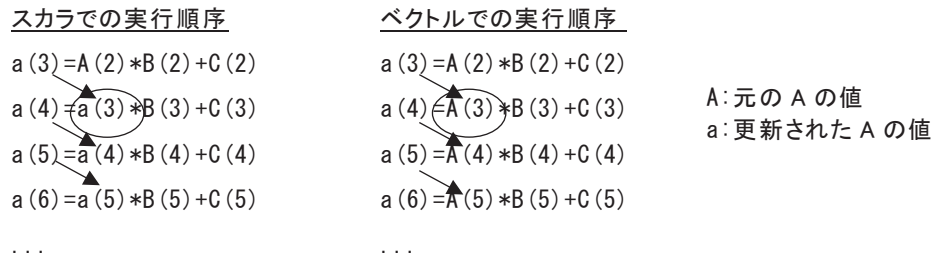 スカラでの実行順序
a(3)=A(2)*B(2)+C(2)
a(4)=a(3)*B(3)+C(3)
a(5)=a(4)*B(4)+C(4)
a(6)=a(5)*B(5)+C(5)
...
ベクトルでの実行順序
a(3)=A(2)*B(2)+C(2)
a(4)=A(3)*B(3)+C(3)
a(5)=A(4)*B(4)+C(4)
a(6)=A(5)*B(5)+C(5)
...
A:元の A の値
a:更新された A の値